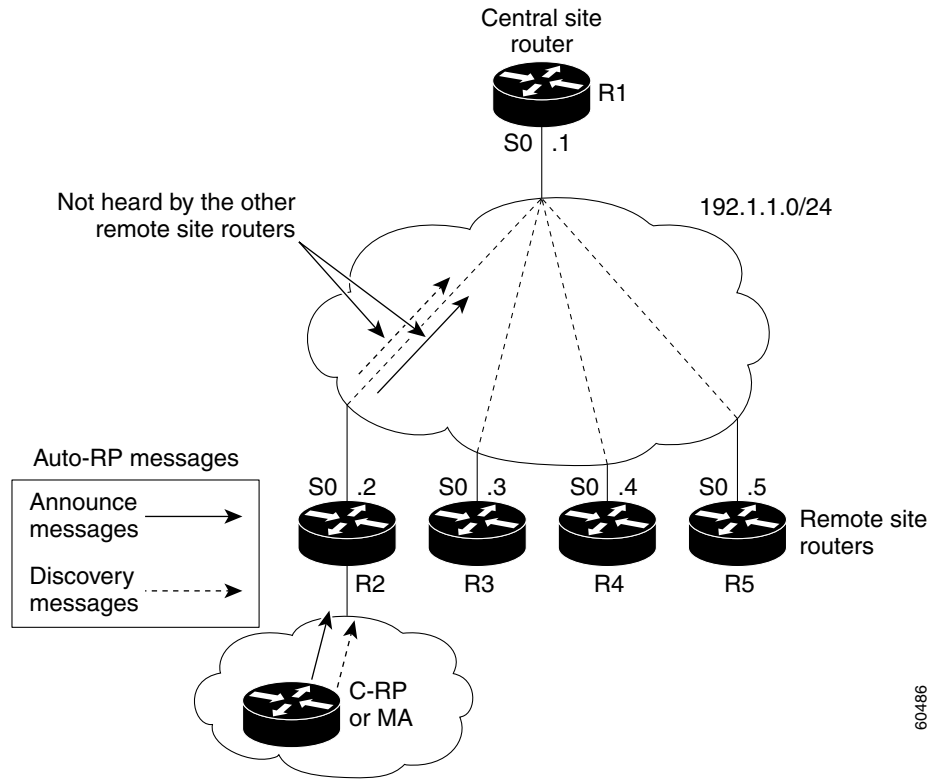 Central site
router
R1
S0 .1
Not heard by the other
remote site routers
192.1.1.0/24
Auto-RP messages
Announce
messages
Discovery
messages
S0 .2
S0 .3
S0 .4
S0 .5
R2
R3
R4
R5
Remote site
routers
C-RP
or MA
60486